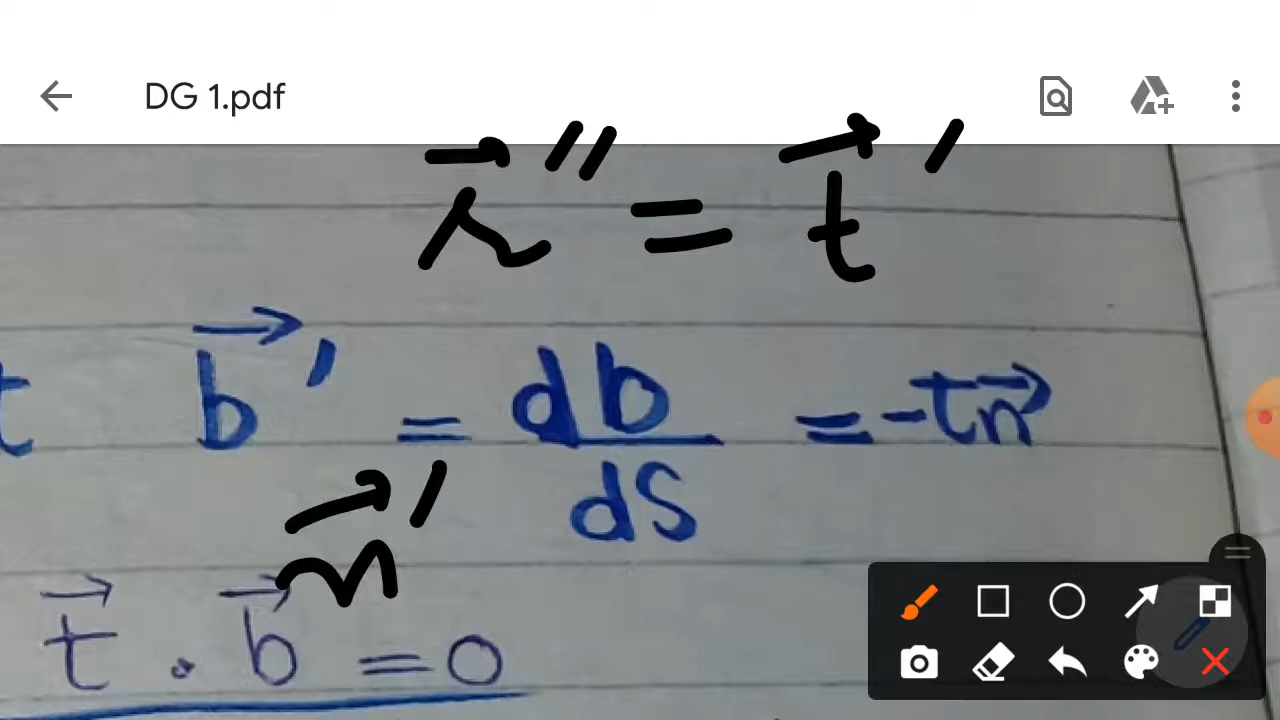 DG 1.pdf
r⃗'' = t⃗'
t b⃗' = db/dS = -τn⃗
n⃗'
t⃗ · b⃗ = 0